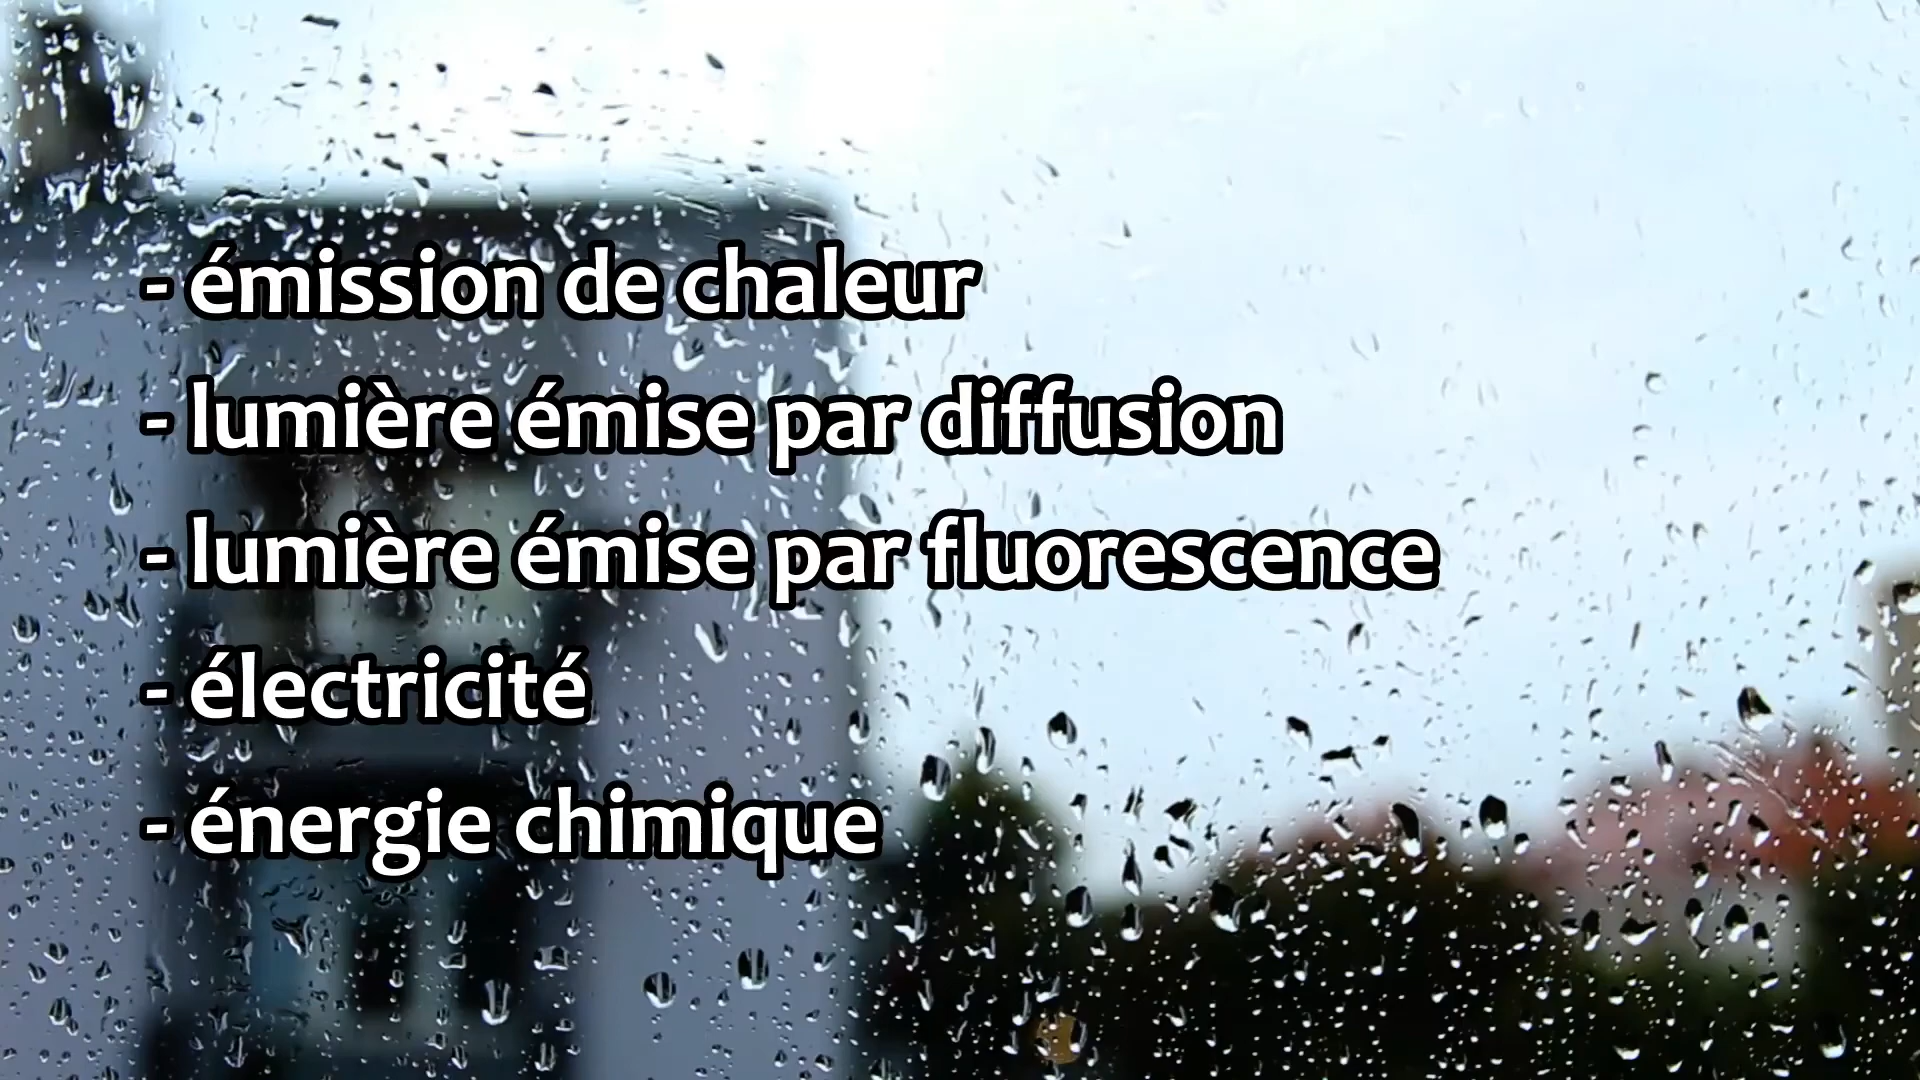 - émission de chaleur
- lumière émise par diffusion
- lumière émise par fluorescence
- électricité
- énergie chimique